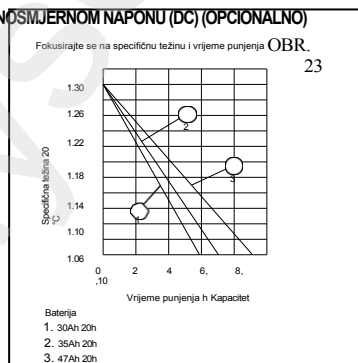 NOSMJERNOM NAPONU (DC) (OPCIONALNO)
Fokusirajte se na specifičnu težinu i vrijeme punjenja OBR.
23
1.30
1.26
1.22
1.18
1.14
1.10
1.06
Specifična težina 20
°C
2
3
1
0 2 4 6, 8,
,10
Vrijeme punjenja h Kapacitet
Baterija
1. 30Ah 20h
2. 35Ah 20h
3. 47Ah 20h